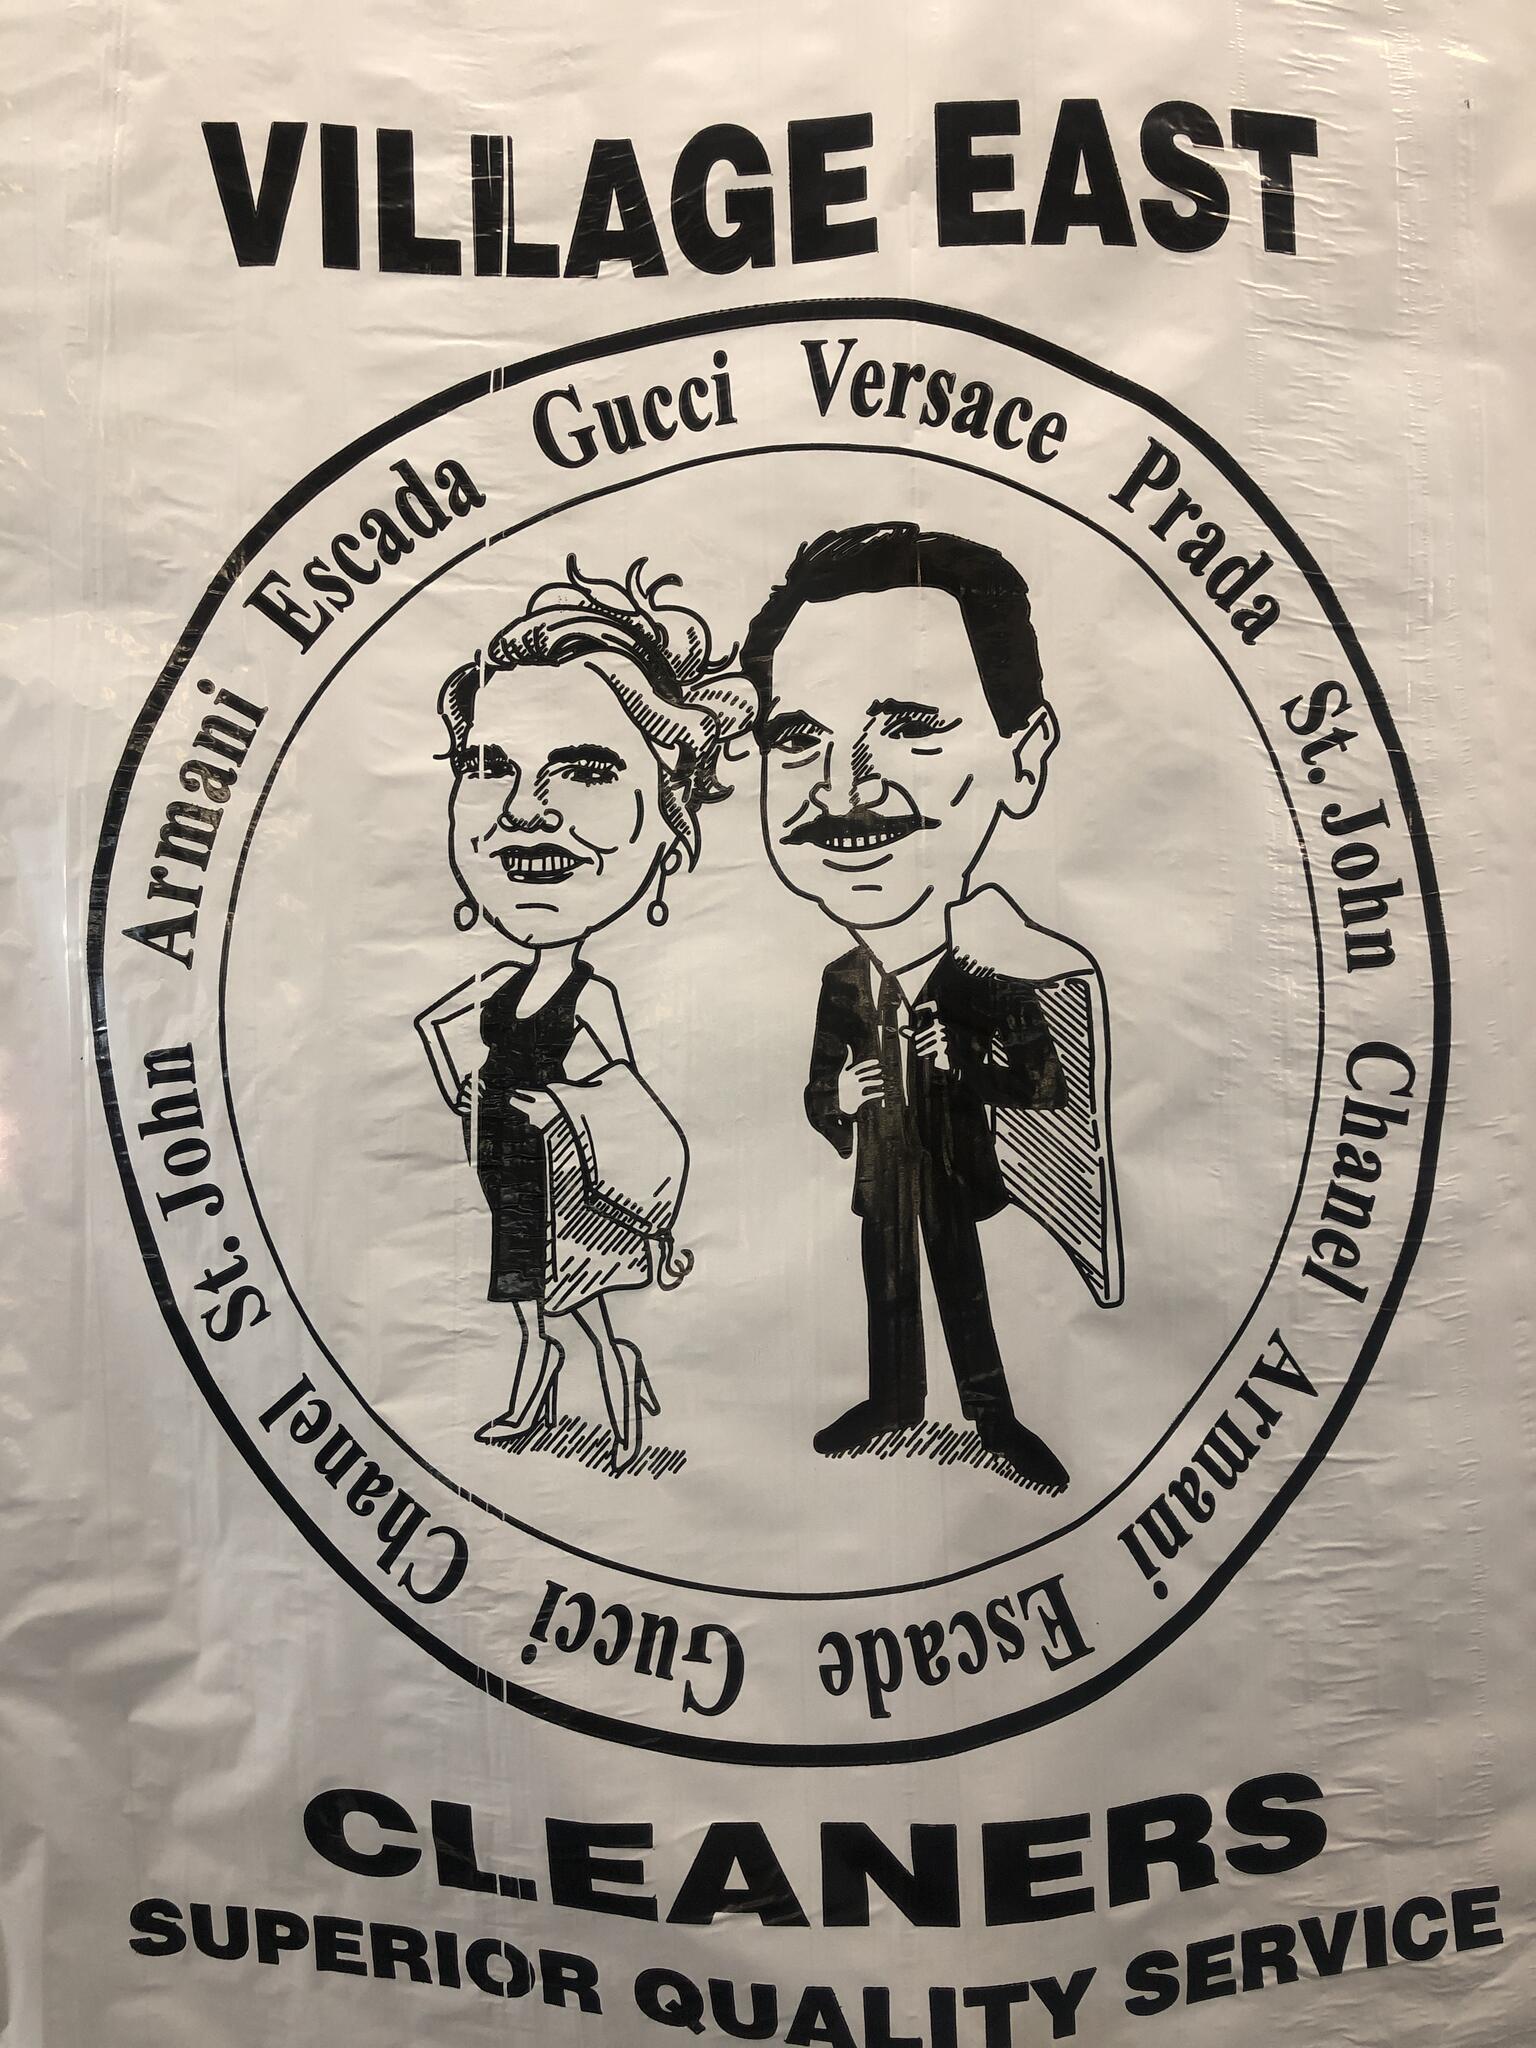 VILLAGE EAST
St. John Armani Escada Gucci Versace Prada St. John Chanel Armani Escade Gucci Chanel
CLEANERS
SUPERIOR QUALITY SERVICE